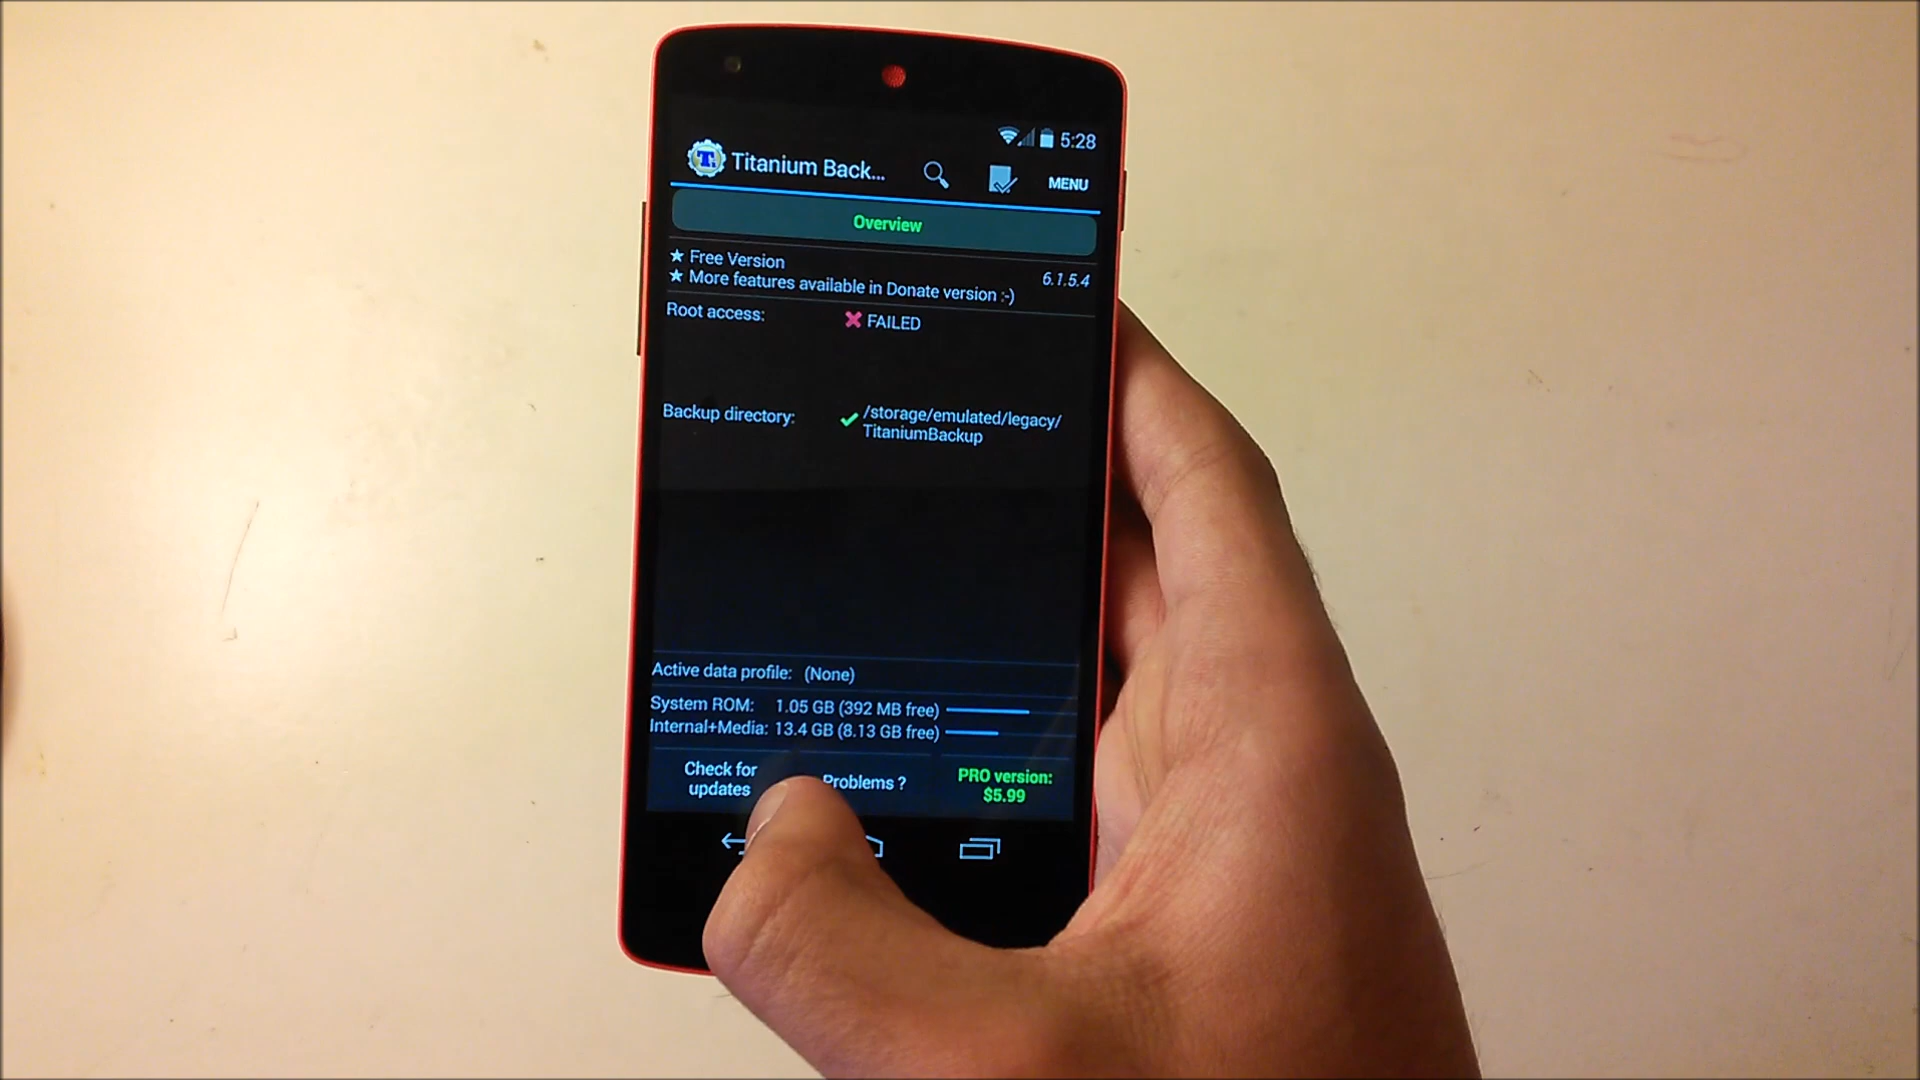 5:28
Titanium Back...
MENU
Overview
★ Free Version
6.1.5.4
★ More features available in Donate version :-)
Root access: ✖ FAILED
Backup directory: ✔ /storage/emulated/legacy/
TitaniumBackup
Active data profile: (None)
System ROM: 1.05 GB (392 MB free)
Internal+Media: 13.4 GB (8.13 GB free)
Check for
updates
Problems ?
PRO version:
$5.99